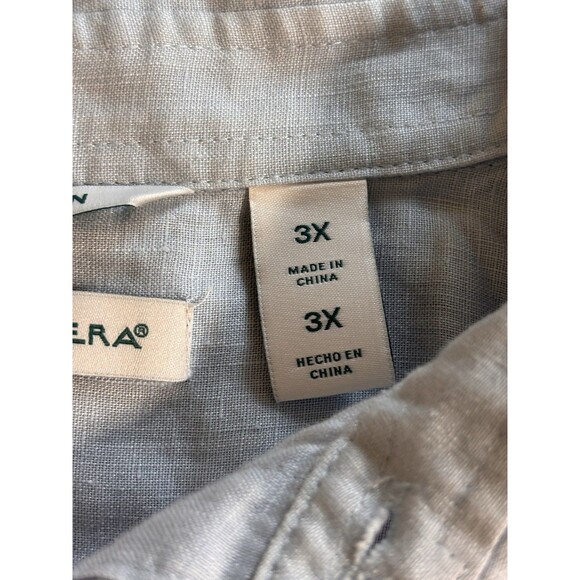 N
ERA®
3X
MADE IN
CHINA
3X
HECHO EN
CHINA